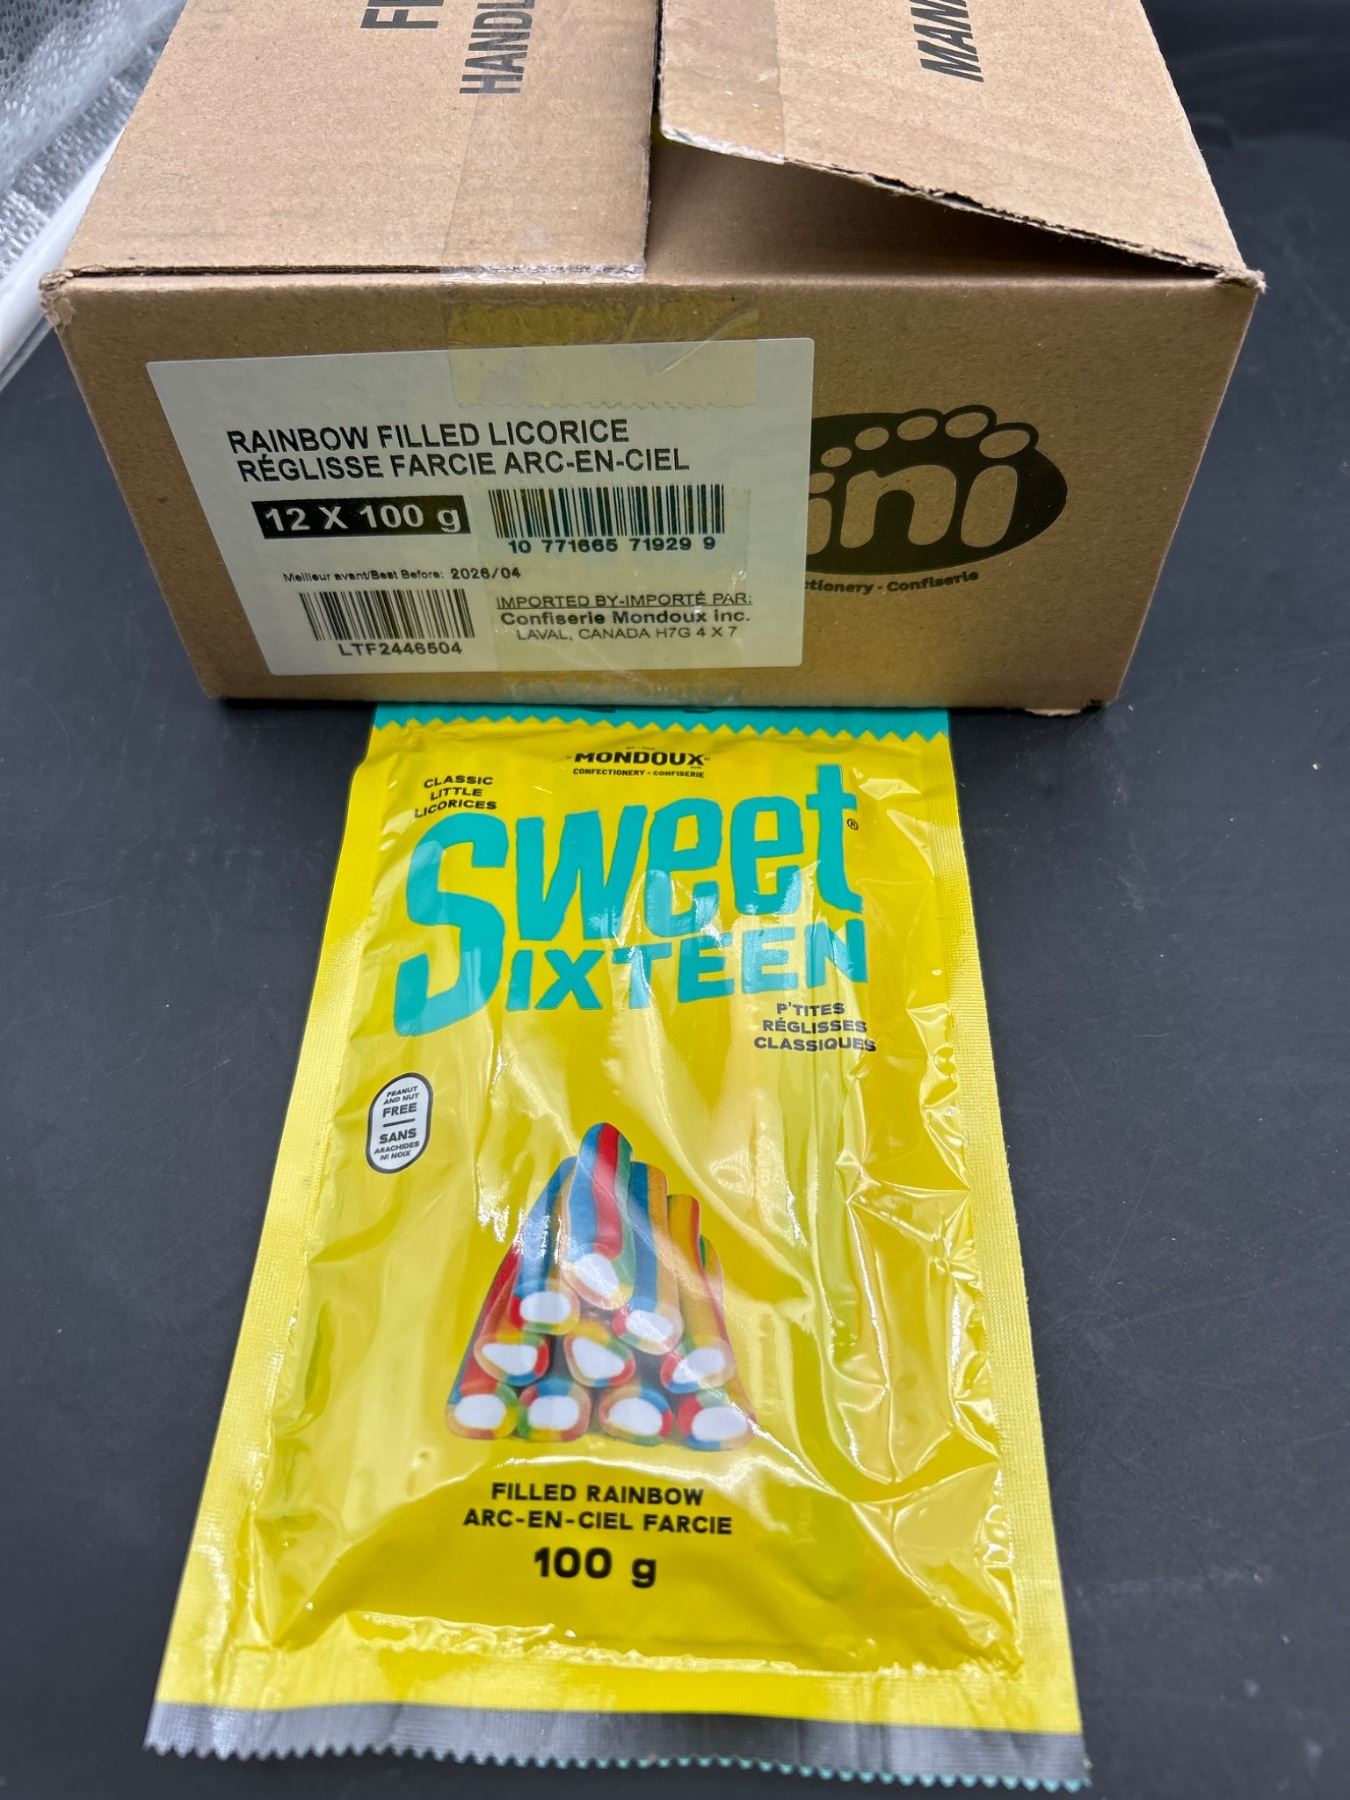 HANDL
RAINBOW FILLED LICORICE
RÉGLISSE FARCIE ARC-EN-CIEL
12 X 100 g
10 771665 71929 9
Meilleur avant/Best Before: 2026/04
LTF2446504
IMPORTED BY-IMPORTÉ PAR:
Confiserie Mondoux inc.
LAVAL, CANADA H7G 4 X 7
ini
ctionery - Confiserie
MONDOUX
CONFECTIONERY - CONFISERIE
CLASSIC
LITTLE
LICORICES
Sweet®
SIXTEEN
P'TITES
RÉGLISSES
CLASSIQUES
PEANUT
AND NUT
FREE
SANS
ARACHIDES
NI NOIX
FILLED RAINBOW
ARC-EN-CIEL FARCIE
100 g